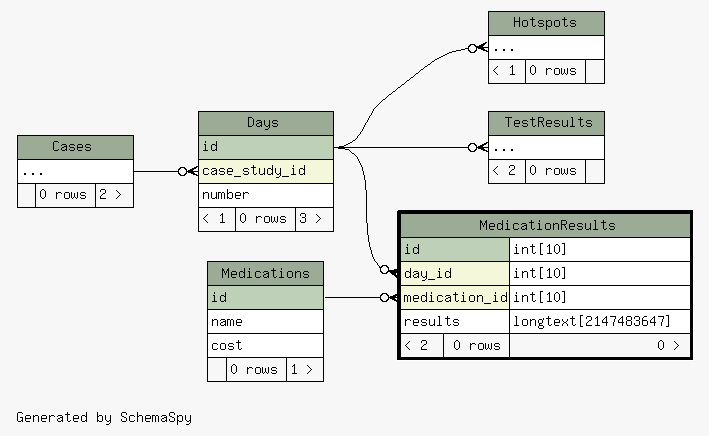 Hotspots
...
< 1 0 rows
Days
id
case_study_id
number
< 1 0 rows 3 >
TestResults
...
< 2 0 rows
Cases
...
0 rows 2 >
MedicationResults
id int[10]
day_id int[10]
medication_id int[10]
results longtext[2147483647]
< 2 0 rows 0 >
Medications
id
name
cost
0 rows 1 >
Generated by SchemaSpy